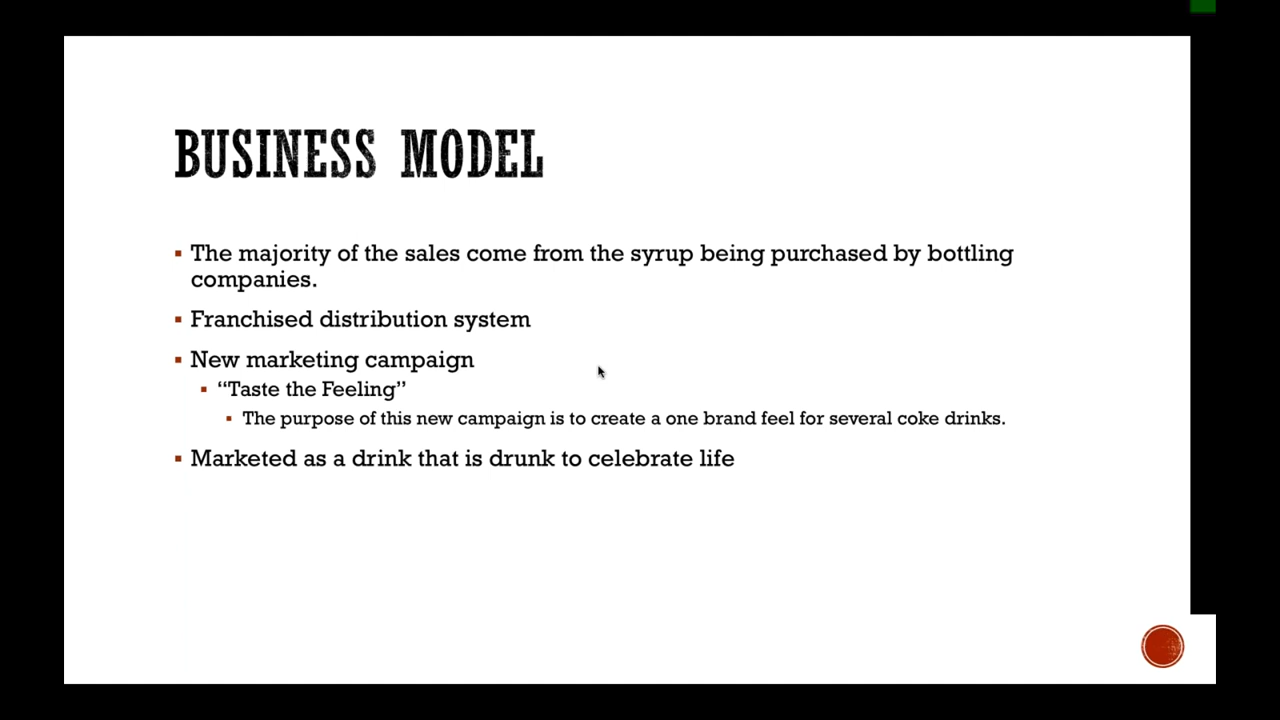 BUSINESS MODEL
The majority of the sales come from the syrup being purchased by bottling
companies.
Franchised distribution system
New marketing campaign
“Taste the Feeling”
The purpose of this new campaign is to create a one brand feel for several coke drinks.
Marketed as a drink that is drunk to celebrate life